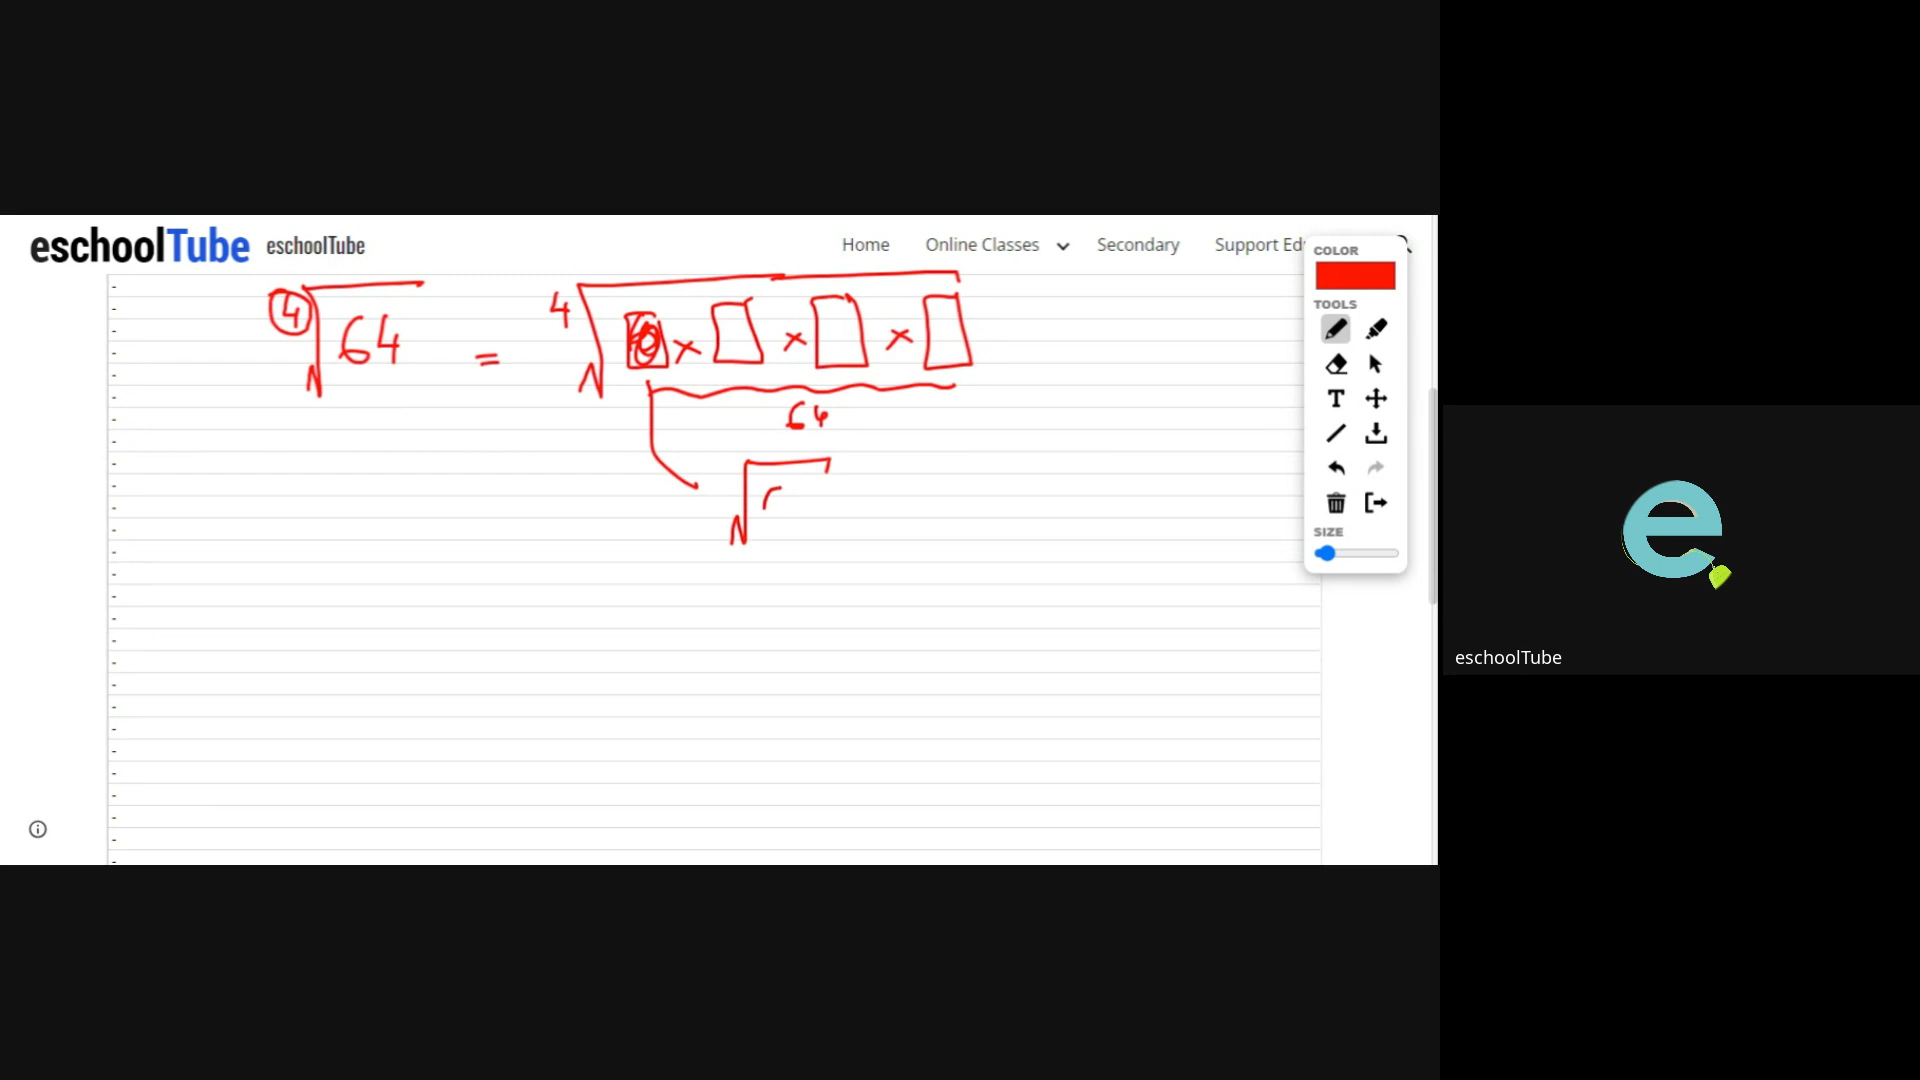 eschoolTube eschoolTube Home Online Classes Secondary Support Ed
COLOR
TOOLS
T
SIZE
4 √64 = 4 √ × □ × □ × □
64
√
eschoolTube